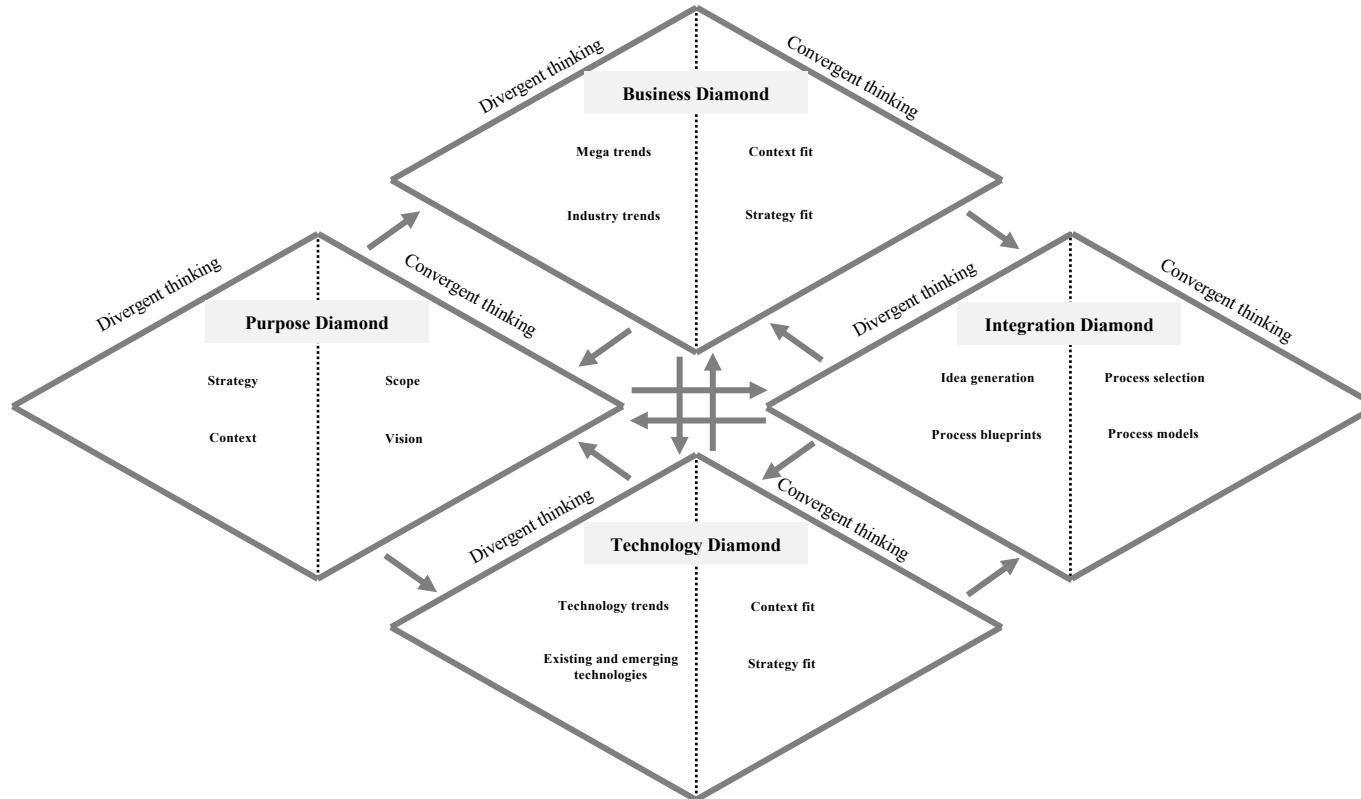 Divergent thinking
Convergent thinking
Business Diamond
Mega trends
Context fit
Industry trends
Strategy fit
Divergent thinking
Convergent thinking
Purpose Diamond
Strategy
Scope
Context
Vision
Divergent thinking
Convergent thinking
Integration Diamond
Idea generation
Process selection
Process blueprints
Process models
Divergent thinking
Convergent thinking
Technology Diamond
Technology trends
Context fit
Existing and emerging
technologies
Strategy fit